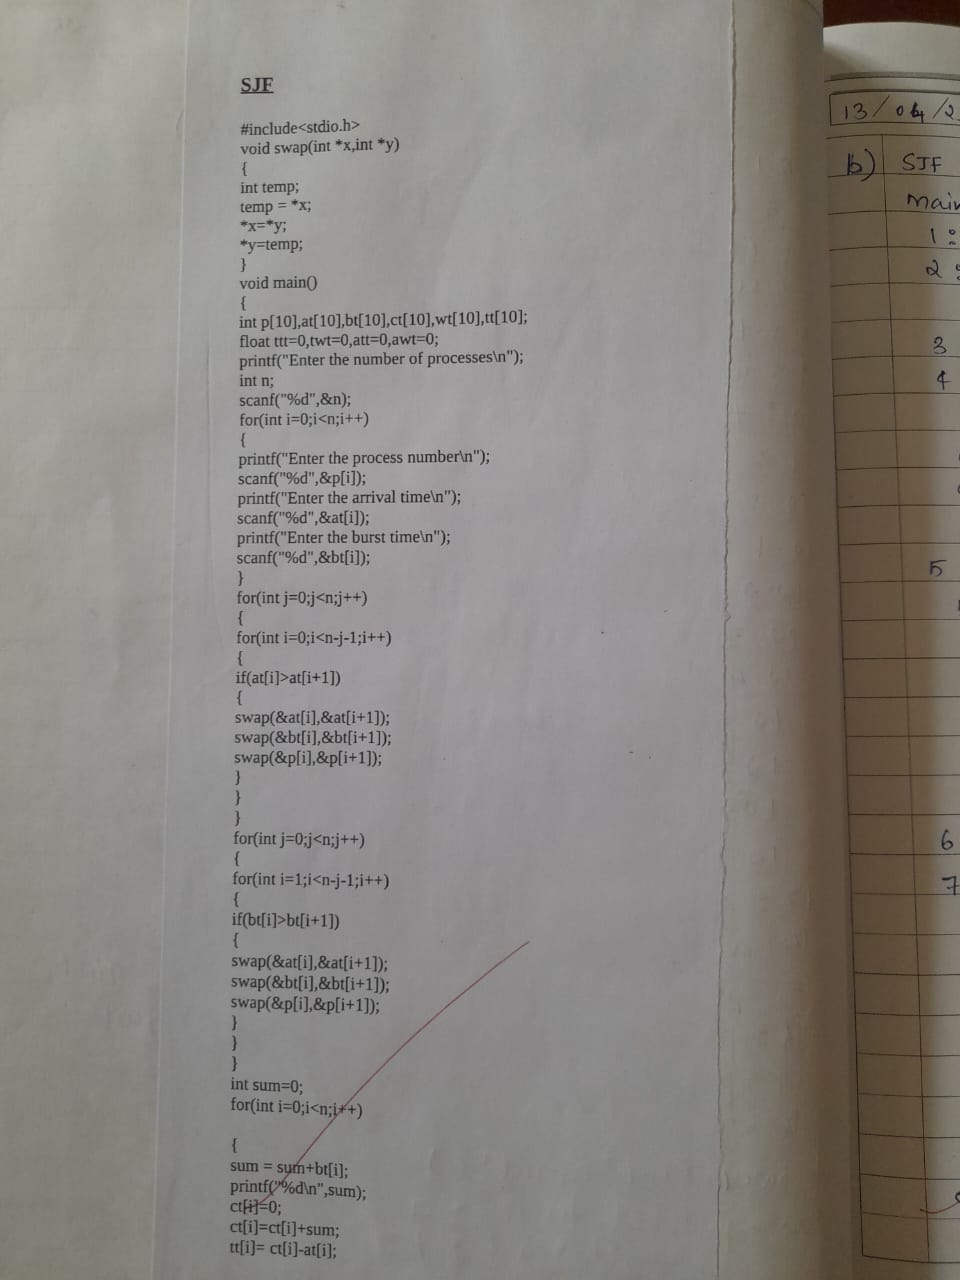 SJF
#include<stdio.h>
void swap(int *x,int *y)
{
int temp;
temp = *x;
*x=*y;
*y=temp;
}
void main()
{
int p[10],at[10],bt[10],ct[10],wt[10],tt[10];
float ttt=0,twt=0,att=0,awt=0;
printf("Enter the number of processes\n");
int n;
scanf("%d",&n);
for(int i=0;i<n;i++)
{
printf("Enter the process number\n");
scanf("%d",&p[i]);
printf("Enter the arrival time\n");
scanf("%d",&at[i]);
printf("Enter the burst time\n");
scanf("%d",&bt[i]);
}
for(int j=0;j<n;j++)
{
for(int i=0;i<n-j-1;i++)
{
if(at[i]>at[i+1])
{
swap(&at[i],&at[i+1]);
swap(&bt[i],&bt[i+1]);
swap(&p[i],&p[i+1]);
}
}
}
for(int j=0;j<n;j++)
{
for(int i=1;i<n-j-1;i++)
{
if(bt[i]>bt[i+1])
{
swap(&at[i],&at[i+1]);
swap(&bt[i],&bt[i+1]);
swap(&p[i],&p[i+1]);
}
}
}
int sum=0;
for(int i=0;i<n;i++)
{
sum = sum+bt[i];
printf("%d\n",sum);
ct[i]=0;
ct[i]=ct[i]+sum;
tt[i]= ct[i]-at[i];
13/04/2
b) SJF
main
1:
2:
3
4
5
6
7